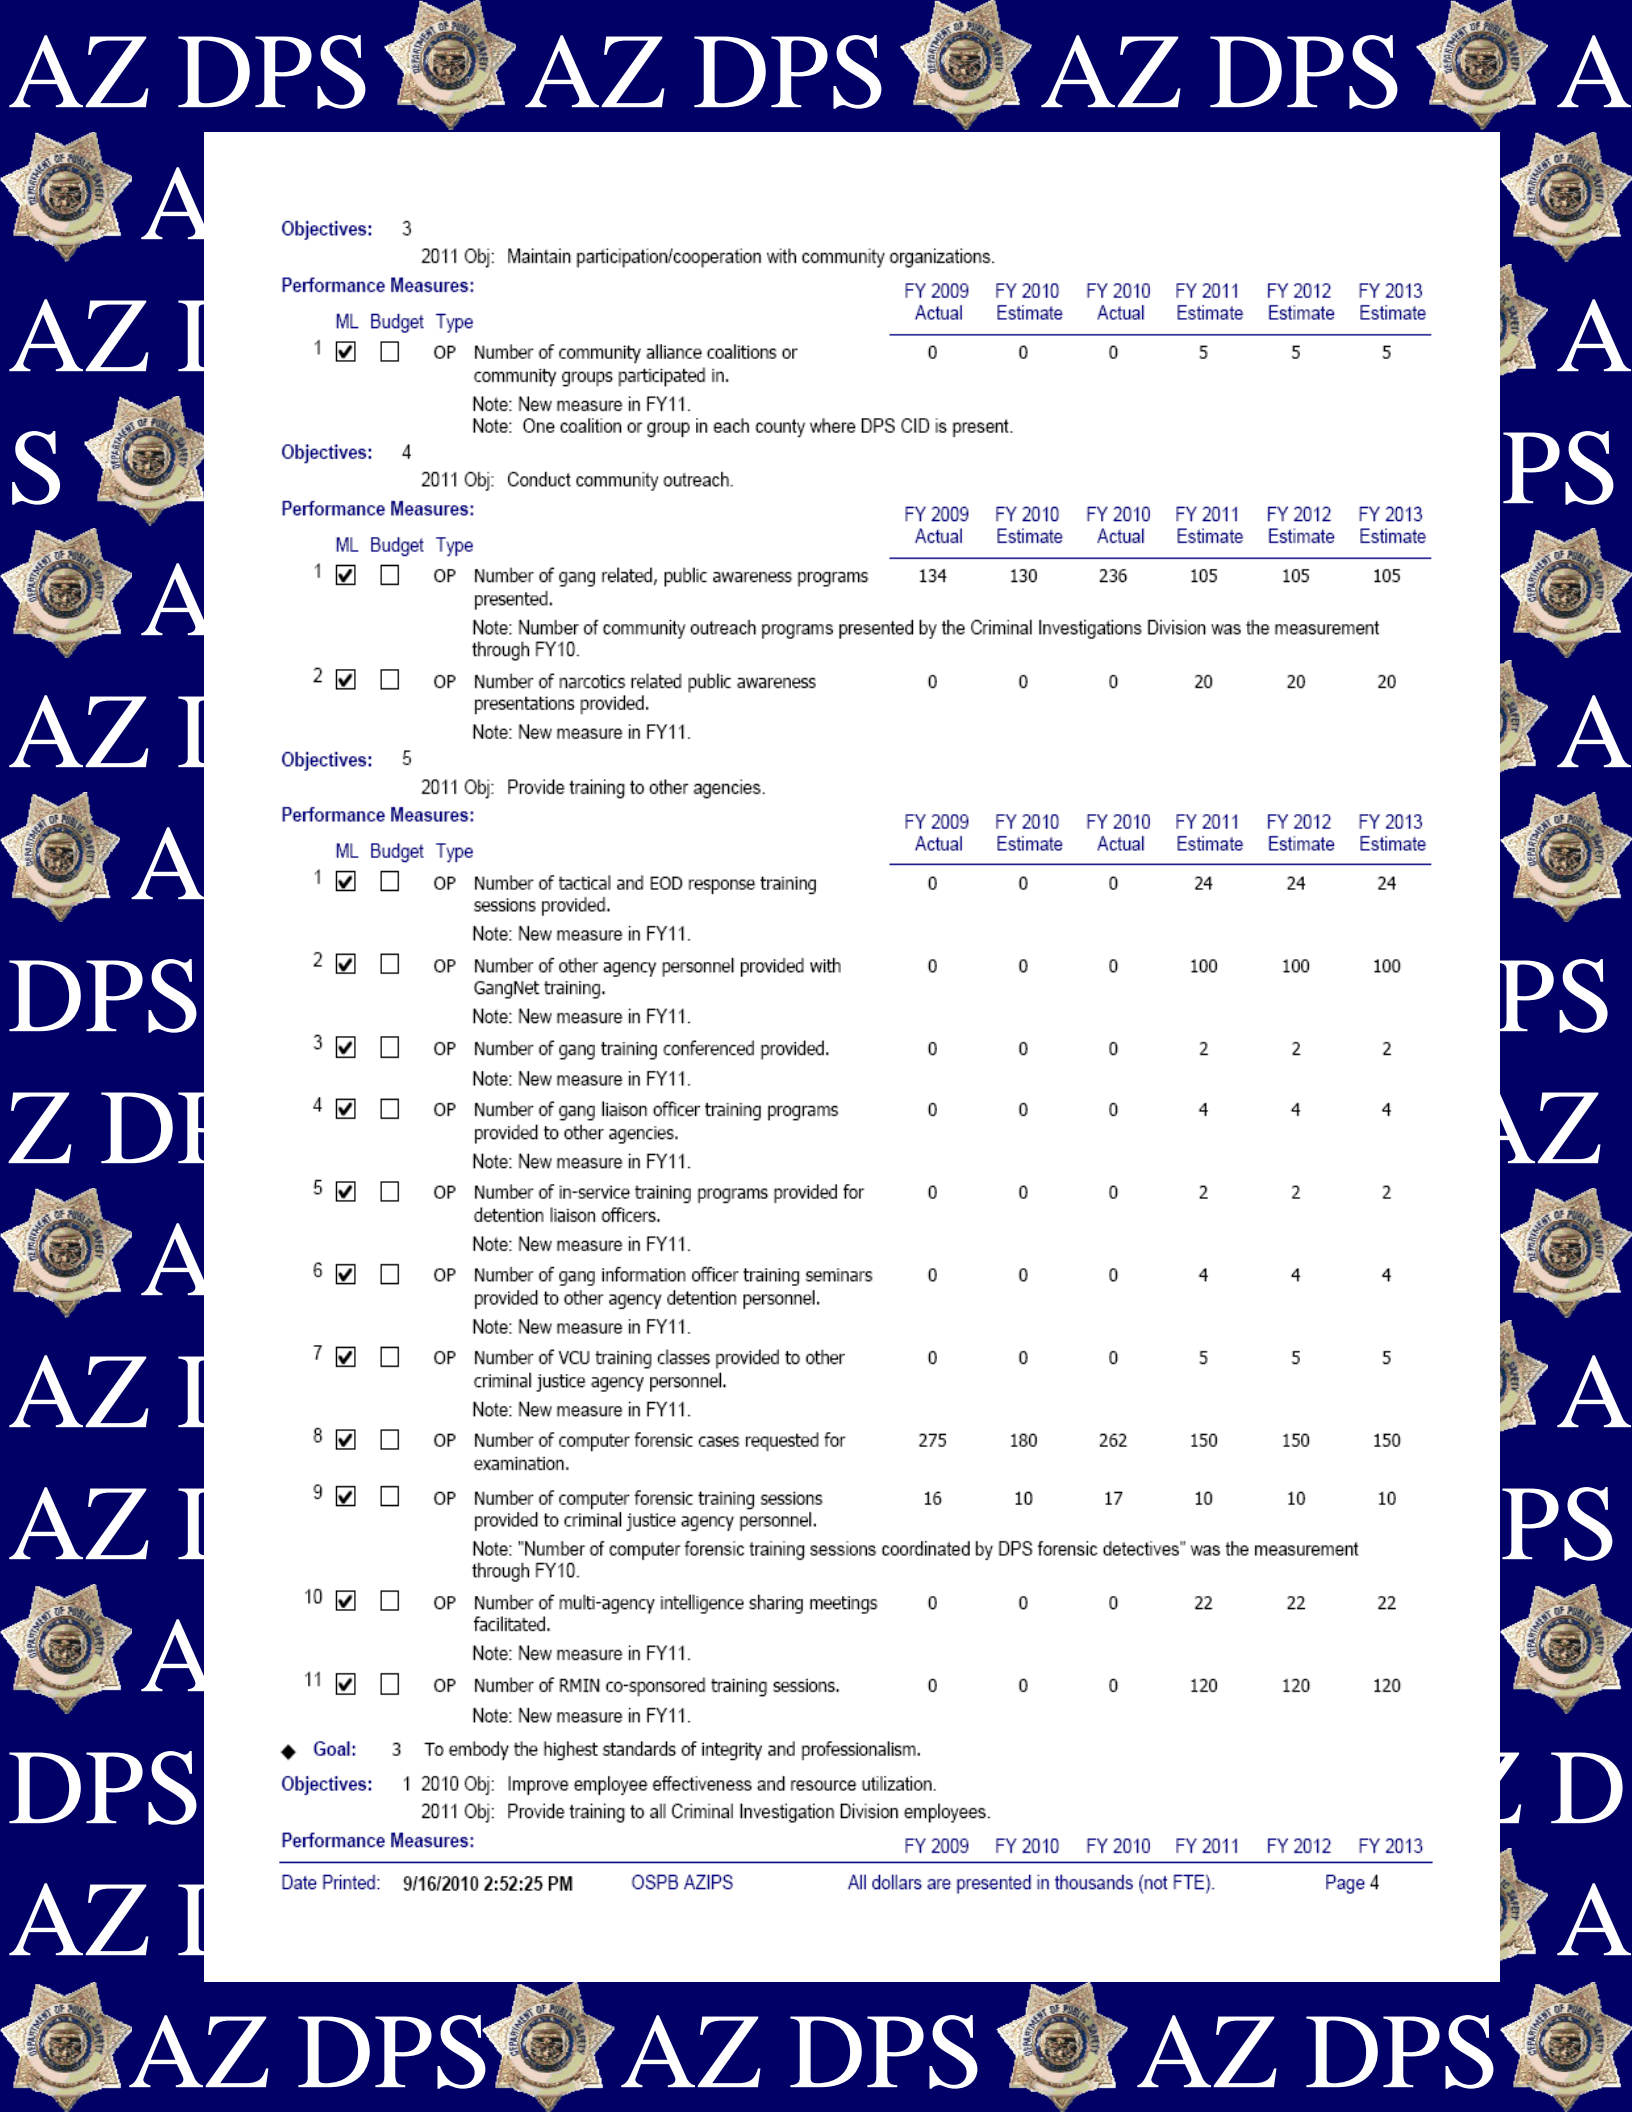 AZ DPS AZ DPS AZ DPS A
Objectives: 3
2011 Obj: Maintain participation/cooperation with community organizations.
Performance Measures:
FY 2009 FY 2010 FY 2010 FY 2011 FY 2012 FY 2013
Actual Estimate Actual Estimate Estimate Estimate
ML Budget Type
1 OP Number of community alliance coalitions or 0 0 0 5 5 5
community groups participated in.
Note: New measure in FY11.
Note: One coalition or group in each county where DPS CID is present.
Objectives: 4
2011 Obj: Conduct community outreach.
Performance Measures:
FY 2009 FY 2010 FY 2010 FY 2011 FY 2012 FY 2013
Actual Estimate Actual Estimate Estimate Estimate
ML Budget Type
1 OP Number of gang related, public awareness programs 134 130 236 105 105 105
presented.
Note: Number of community outreach programs presented by the Criminal Investigations Division was the measurement
through FY10.
2 OP Number of narcotics related public awareness 0 0 0 20 20 20
presentations provided.
Note: New measure in FY11.
Objectives: 5
2011 Obj: Provide training to other agencies.
Performance Measures:
FY 2009 FY 2010 FY 2010 FY 2011 FY 2012 FY 2013
Actual Estimate Actual Estimate Estimate Estimate
ML Budget Type
1 OP Number of tactical and EOD response training 0 0 0 24 24 24
sessions provided.
Note: New measure in FY11.
2 OP Number of other agency personnel provided with 0 0 0 100 100 100
GangNet training.
Note: New measure in FY11.
3 OP Number of gang training conferenced provided. 0 0 0 2 2 2
Note: New measure in FY11.
4 OP Number of gang liaison officer training programs 0 0 0 4 4 4
provided to other agencies.
Note: New measure in FY11.
5 OP Number of in-service training programs provided for 0 0 0 2 2 2
detention liaison officers.
Note: New measure in FY11.
6 OP Number of gang information officer training seminars 0 0 0 4 4 4
provided to other agency detention personnel.
Note: New measure in FY11.
7 OP Number of VCU training classes provided to other 0 0 0 5 5 5
criminal justice agency personnel.
Note: New measure in FY11.
8 OP Number of computer forensic cases requested for 275 180 262 150 150 150
examination.
9 OP Number of computer forensic training sessions 16 10 17 10 10 10
provided to criminal justice agency personnel.
Note: "Number of computer forensic training sessions coordinated by DPS forensic detectives" was the measurement
through FY10.
10 OP Number of multi-agency intelligence sharing meetings 0 0 0 22 22 22
facilitated.
Note: New measure in FY11.
11 OP Number of RMIN co-sponsored training sessions. 0 0 0 120 120 120
Note: New measure in FY11.
Goal: 3 To embody the highest standards of integrity and professionalism.
Objectives: 1 2010 Obj: Improve employee effectiveness and resource utilization.
2011 Obj: Provide training to all Criminal Investigation Division employees.
Performance Measures: FY 2009 FY 2010 FY 2010 FY 2011 FY 2012 FY 2013
Date Printed: 9/16/2010 2:52:25 PM OSPB AZIPS All dollars are presented in thousands (not FTE). Page 4
AZ DPS AZ DPS AZ DPS